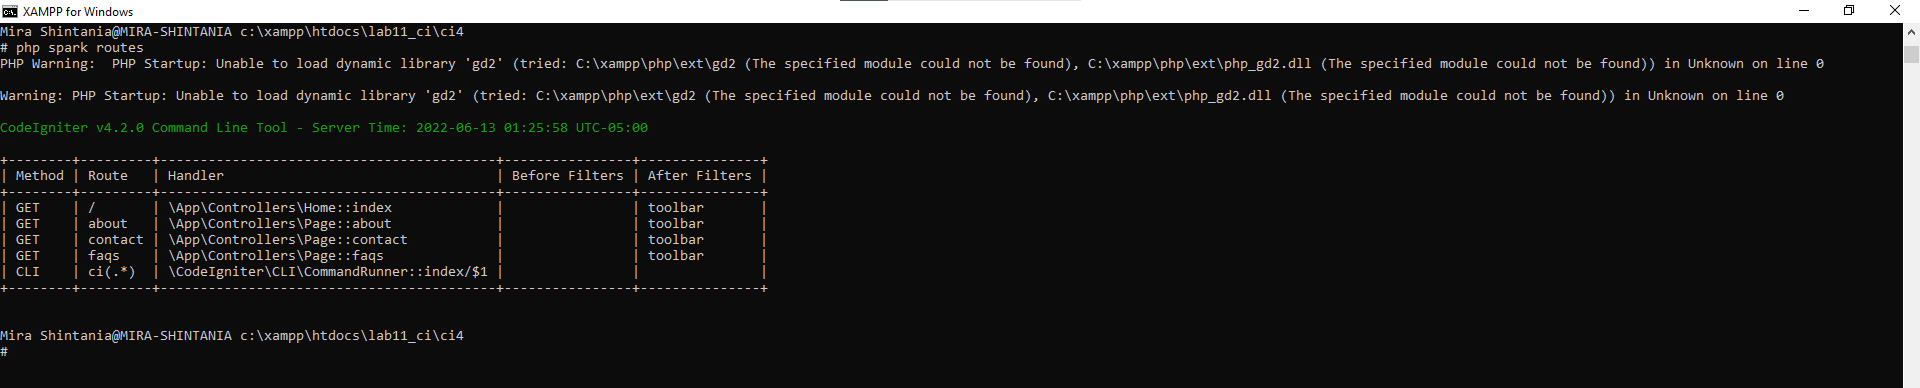 XAMPP for Windows
Mira Shintania@MIRA-SHINTANIA c:\xampp\htdocs\lab11_ci\ci4
# php spark routes
PHP Warning:  PHP Startup: Unable to load dynamic library 'gd2' (tried: C:\xampp\php\ext\gd2 (The specified module could not be found), C:\xampp\php\ext\php_gd2.dll (The specified module could not be found)) in Unknown on line 0
Warning: PHP Startup: Unable to load dynamic library 'gd2' (tried: C:\xampp\php\ext\gd2 (The specified module could not be found), C:\xampp\php\ext\php_gd2.dll (The specified module could not be found)) in Unknown on line 0
CodeIgniter v4.2.0 Command Line Tool - Server Time: 2022-06-13 01:25:58 UTC-05:00
+--------+---------+------------------------------------------+----------------+---------------+
| Method | Route   | Handler                                  | Before Filters | After Filters |
+--------+---------+------------------------------------------+----------------+---------------+
| GET    | /       | \App\Controllers\Home::index             |                | toolbar       |
| GET    | about   | \App\Controllers\Page::about             |                | toolbar       |
| GET    | contact | \App\Controllers\Page::contact           |                | toolbar       |
| GET    | faqs    | \App\Controllers\Page::faqs              |                | toolbar       |
| CLI    | ci(.*)  | \CodeIgniter\CLI\CommandRunner::index/$1 |                |               |
+--------+---------+------------------------------------------+----------------+---------------+
Mira Shintania@MIRA-SHINTANIA c:\xampp\htdocs\lab11_ci\ci4
#